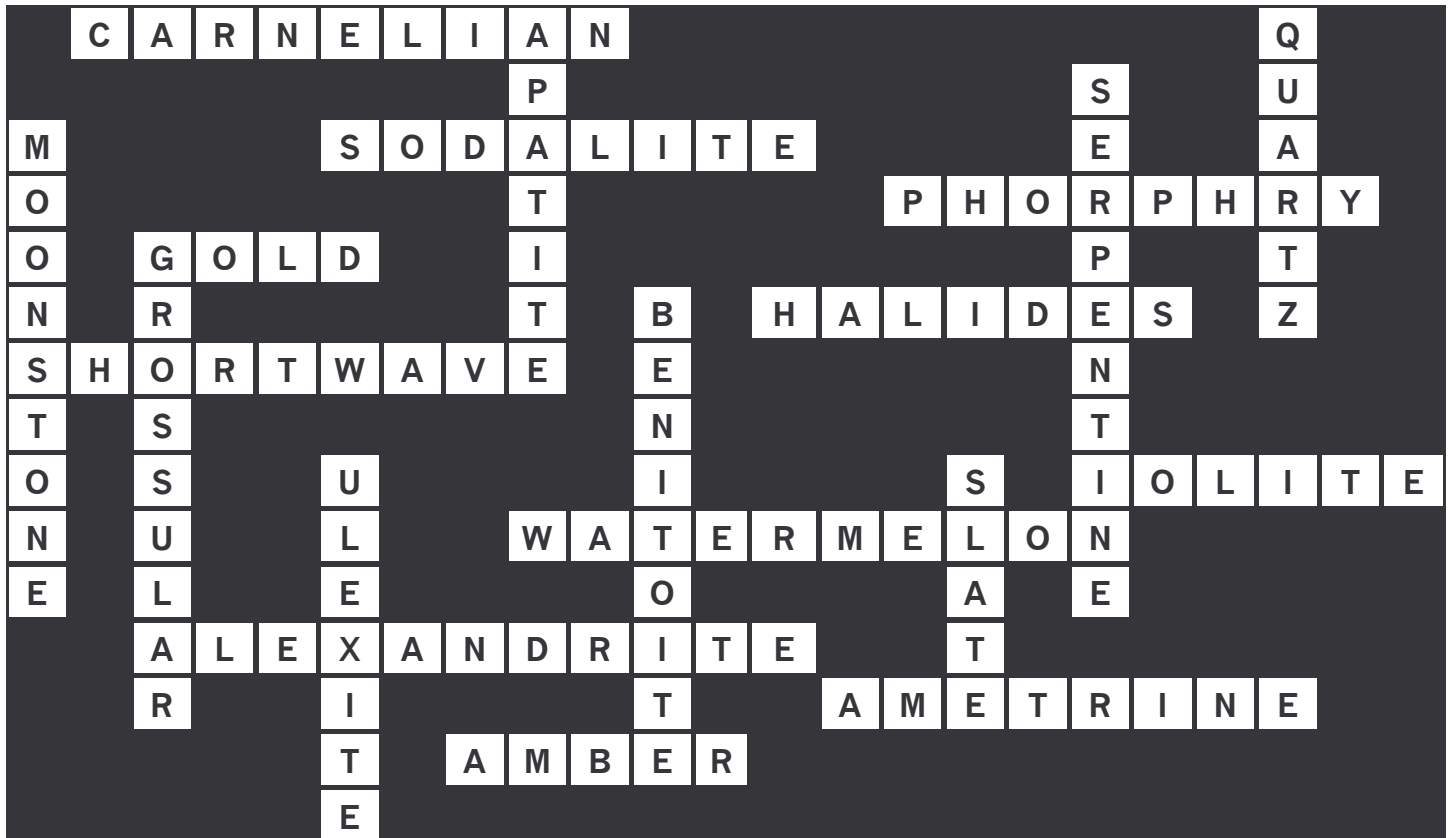 CARNELIAN
APATITE
QUARTZ
SERPENTINE
MOONSTONE
SODALITE
PHORPHRY
GOLD
GROSSULAR
BENITOITE
HALIDES
SHORTWAVE
ULEXITE
SLATE
IOLITE
WATERMELON
ALEXANDRITE
AMETRINE
AMBER